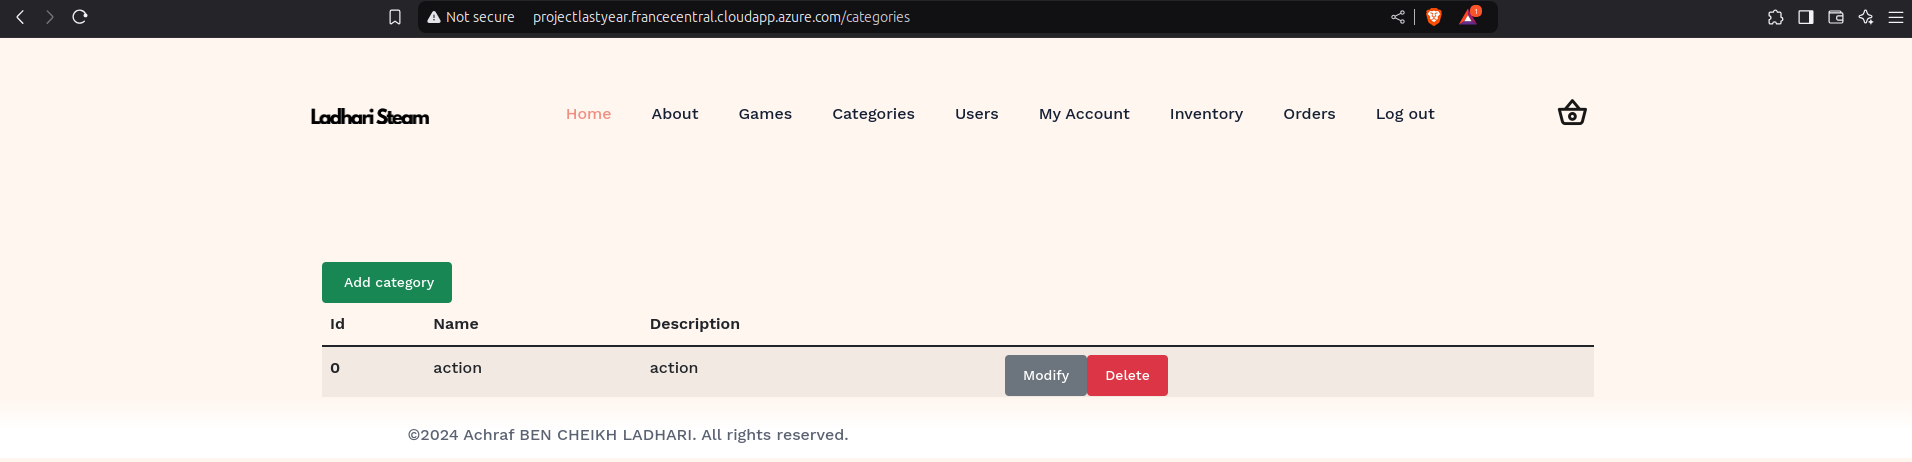 Not secure projectlastyear.francecentral.cloudapp.azure.com/categories 1
Ladhari Steam Home About Games Categories Users My Account Inventory Orders Log out
Add category
Id Name Description
0 action action Modify Delete
©2024 Achraf BEN CHEIKH LADHARI. All rights reserved.